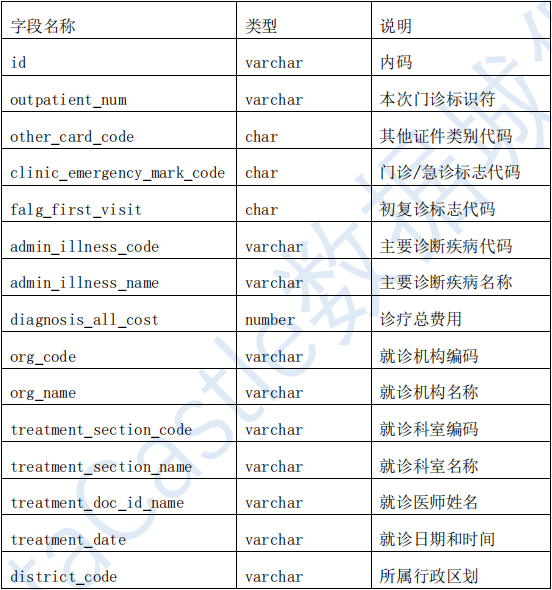 字段名称 类型 说明
id varchar 内码
outpatient_num varchar 本次门诊标识符
other_card_code char 其他证件类别代码
clinic_emergency_mark_code char 门诊/急诊标志代码
falg_first_visit char 初复诊标志代码
admin_illness_code varchar 主要诊断疾病代码
admin_illness_name varchar 主要诊断疾病名称
diagnosis_all_cost number 诊疗总费用
org_code varchar 就诊机构编码
org_name varchar 就诊机构名称
treatment_section_code varchar 就诊科室编码
treatment_section_name varchar 就诊科室名称
treatment_doc_id_name varchar 就诊医师姓名
treatment_date varchar 就诊日期和时间
district_code varchar 所属行政区划
taCastle数据城